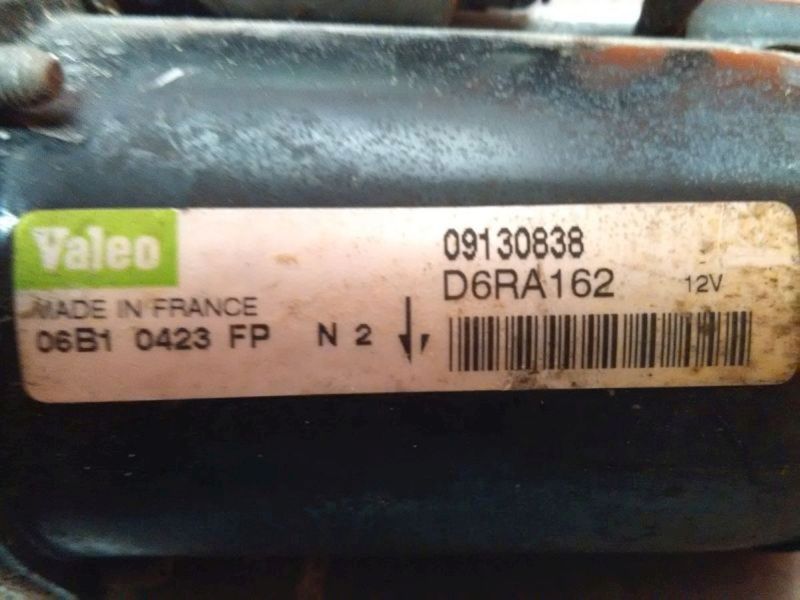 Valeo
MADE IN FRANCE
06B1 0423 FP N 2
09130838
D6RA162 12V